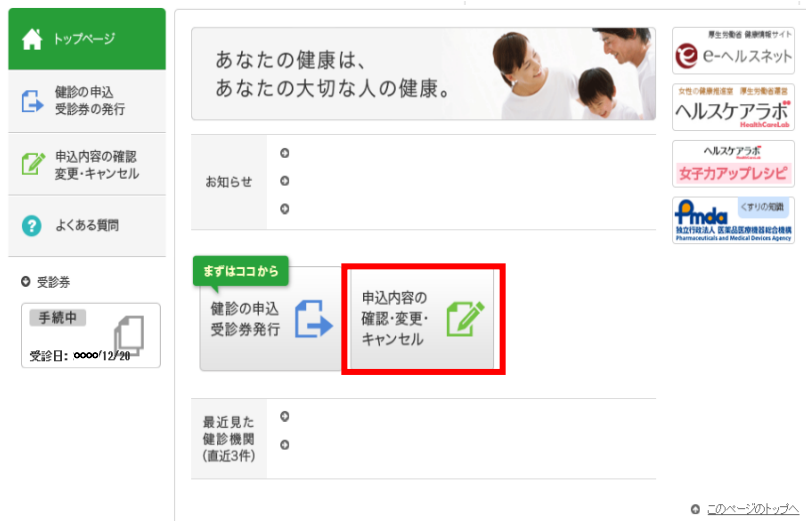 トップページ
健診の申込
受診券の発行
申込内容の確認
変更・キャンセル
よくある質問
受診券
手続中
受診日：oooo/12/20
あなたの健康は、
あなたの大切な人の健康。
お知らせ
まずはココから
健診の申込
受診券発行
申込内容の
確認・変更・
キャンセル
最近見た
健診機関
(直近3件)
厚生労働省 健康情報サイト
e-ヘルスネット
女性の健康推進室 厚生労働省運営
ヘルスケアラボ
HealthCareLab
ヘルスケアラボ
女子力アップレシピ
Pmda
くすりの知識
独立行政法人 医薬品医療機器総合機構
Pharmaceuticals and Medical Devices Agency
このページのトップへ